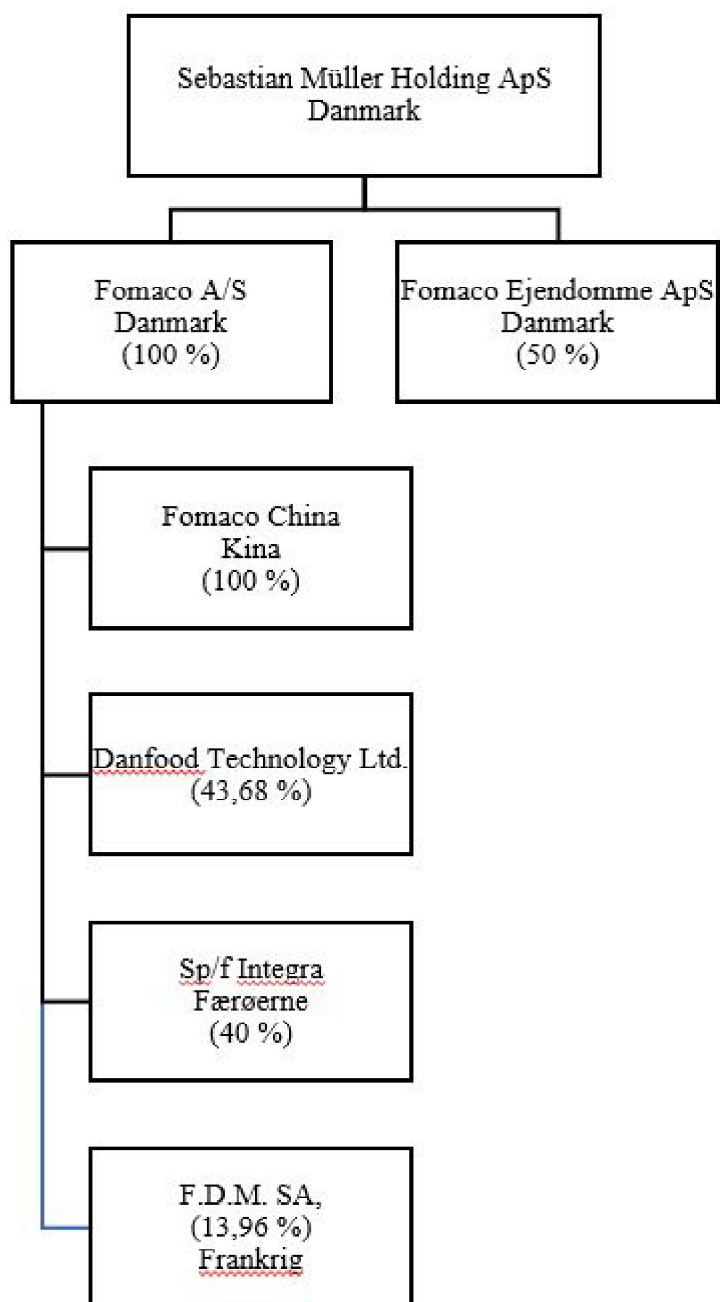 Sebastian Müller Holding ApS
Danmark
Fomaco A/S
Danmark
(100 %)
Fomaco Ejendomme ApS
Danmark
(50 %)
Fomaco China
Kina
(100 %)
Danfood Technology Ltd.
(43,68 %)
Sp/f Integra
Færøerne
(40 %)
F.D.M. SA,
(13,96 %)
Frankrig